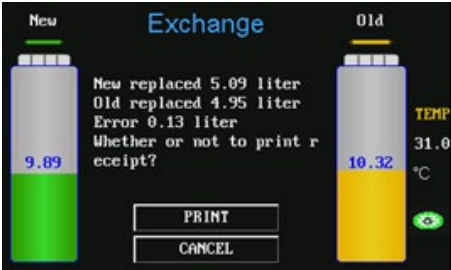 New
Exchange
Old
New replaced 5.09 liter
Old replaced 4.95 liter
Error 0.13 liter
Whether or not to print r
eceipt?
9.89
10.32
TEMP
31.0
°C
PRINT
CANCEL